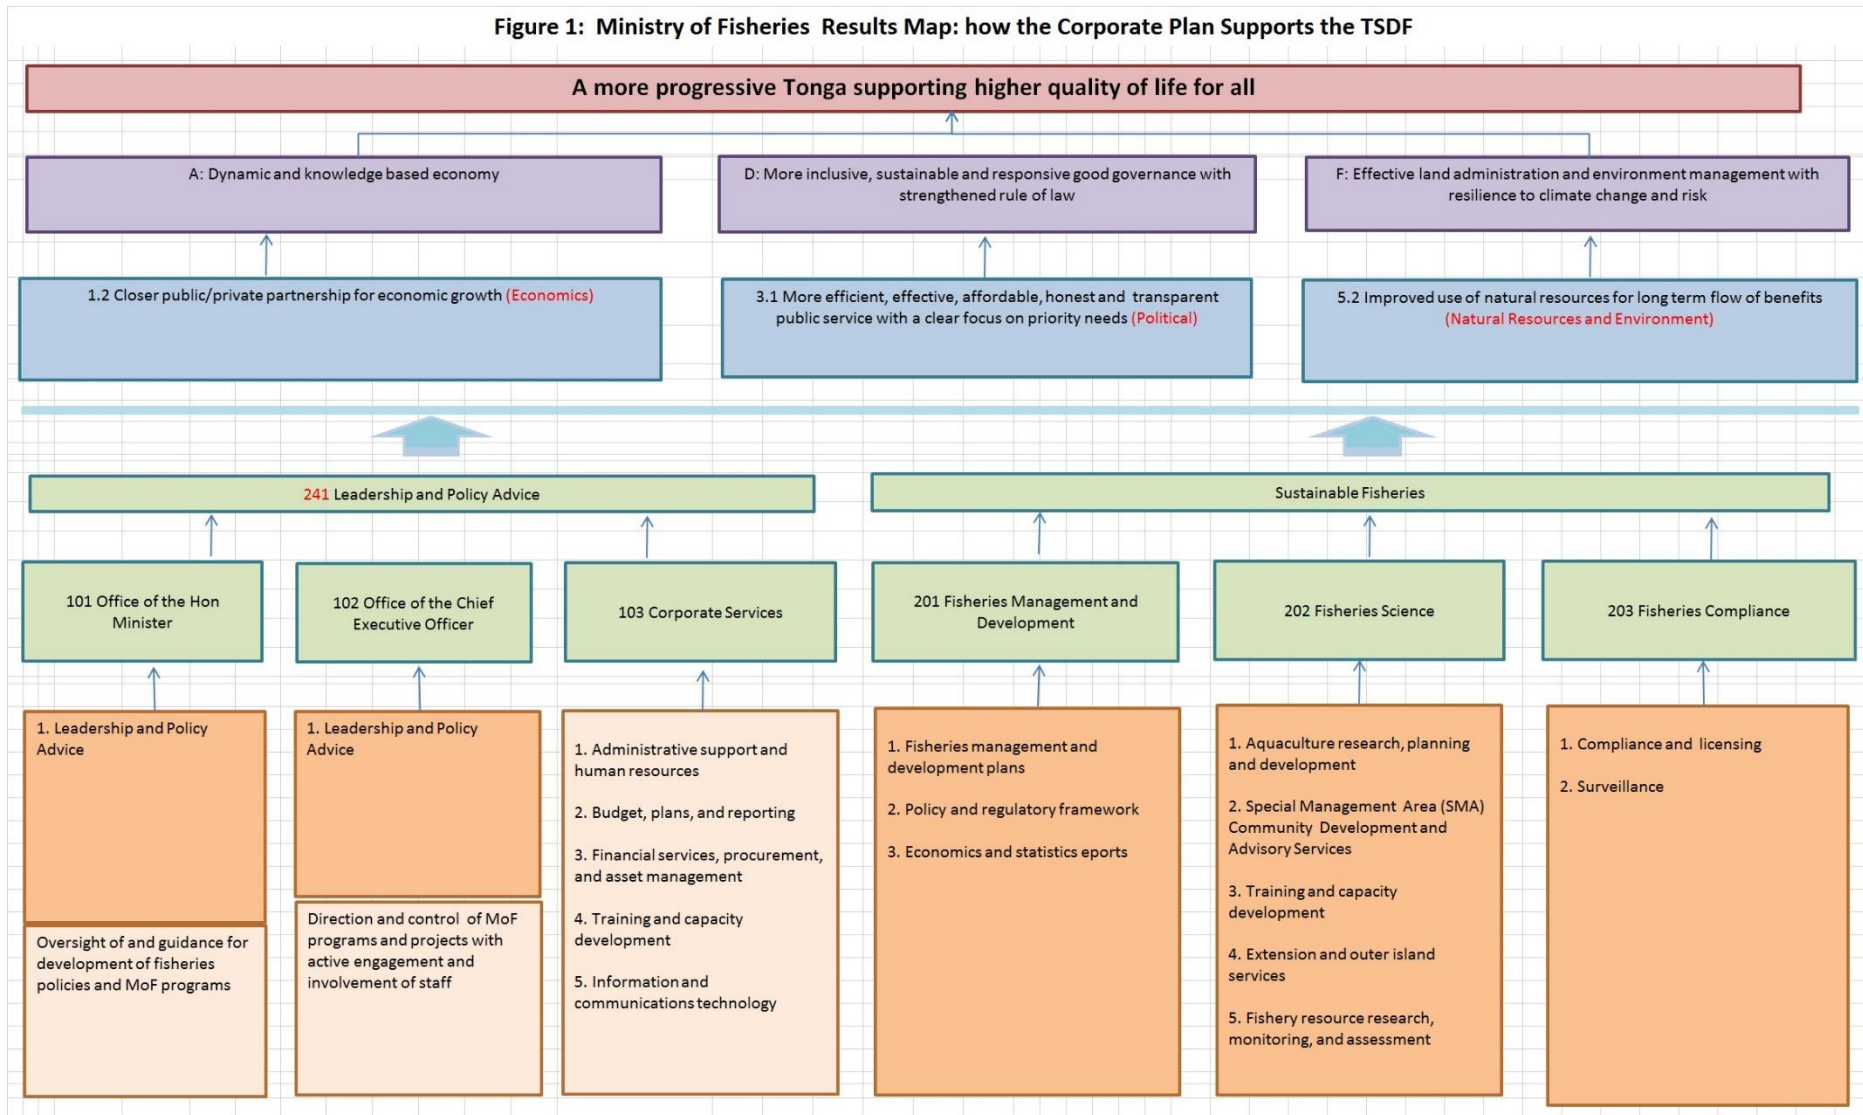 Figure 1:  Ministry of Fisheries  Results Map: how the Corporate Plan Supports the TSDF
A more progressive Tonga supporting higher quality of life for all
A: Dynamic and knowledge based economy
D: More inclusive, sustainable and responsive good governance with
strengthened rule of law
F: Effective land administration and environment management with
resilience to climate change and risk
1.2 Closer public/private partnership for economic growth (Economics)
3.1 More efficient, effective, affordable, honest and  transparent
public service with a clear focus on priority needs (Political)
5.2 Improved use of natural resources for long term flow of benefits
(Natural Resources and Environment)
241 Leadership and Policy Advice
Sustainable Fisheries
101 Office of the Hon
Minister
102 Office of the Chief
Executive Officer
103 Corporate Services
201 Fisheries Management and
Development
202 Fisheries Science
203 Fisheries Compliance
1. Leadership and Policy
Advice
Oversight of and guidance for
development of fisheries
policies and MoF programs
1. Leadership and Policy
Advice
Direction and control  of MoF
programs and projects with
active engagement and
involvement of staff
1. Administrative support and
human resources
2. Budget, plans, and reporting
3. Financial services, procurement,
and asset management
4. Training and capacity
development
5. Information and
communications technology
1. Fisheries management and
development plans
2. Policy and regulatory framework
3. Economics and statistics eports
1. Aquaculture research, planning
and development
2. Special Management  Area (SMA)
Community  Development and
Advisory Services
3. Training and capacity
development
4. Extension and outer island
services
5. Fishery resource research,
monitoring, and assessment
1. Compliance and  licensing
2. Surveillance